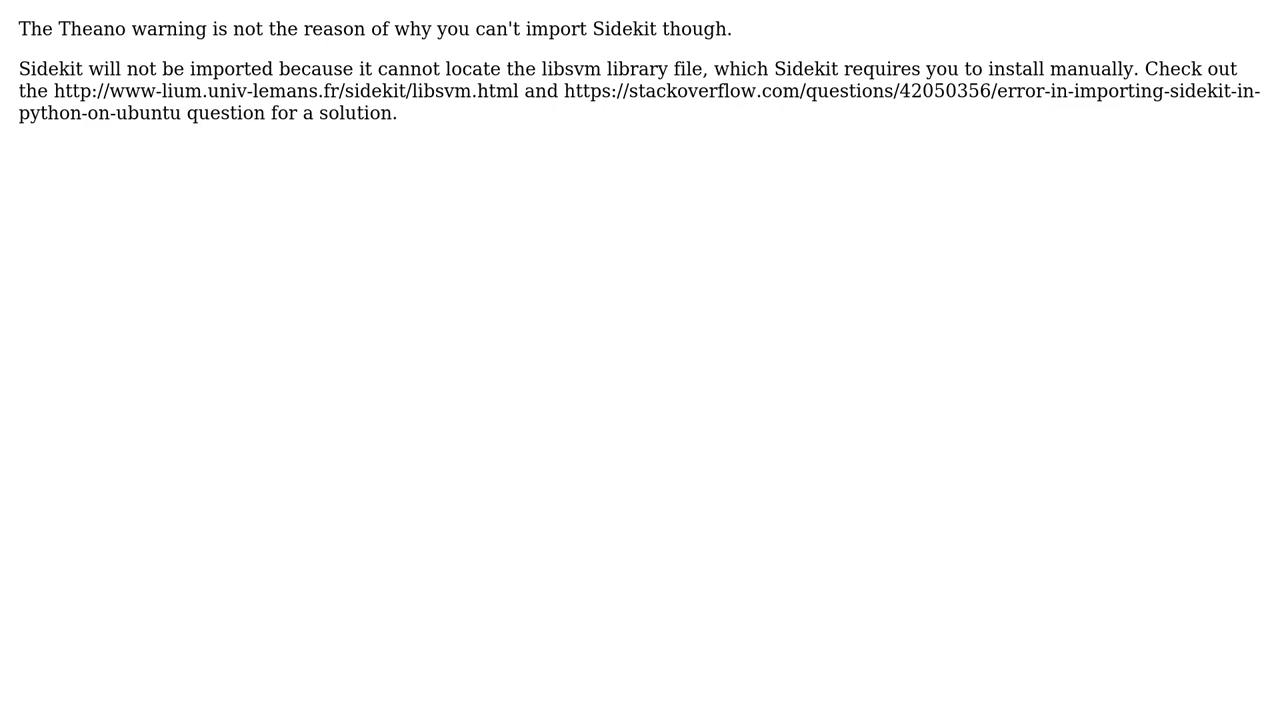 The Theano warning is not the reason of why you can't import Sidekit though.
Sidekit will not be imported because it cannot locate the libsvm library file, which Sidekit requires you to install manually. Check out
the http://www-lium.univ-lemans.fr/sidekit/libsvm.html and https://stackoverflow.com/questions/42050356/error-in-importing-sidekit-in-
python-on-ubuntu question for a solution.